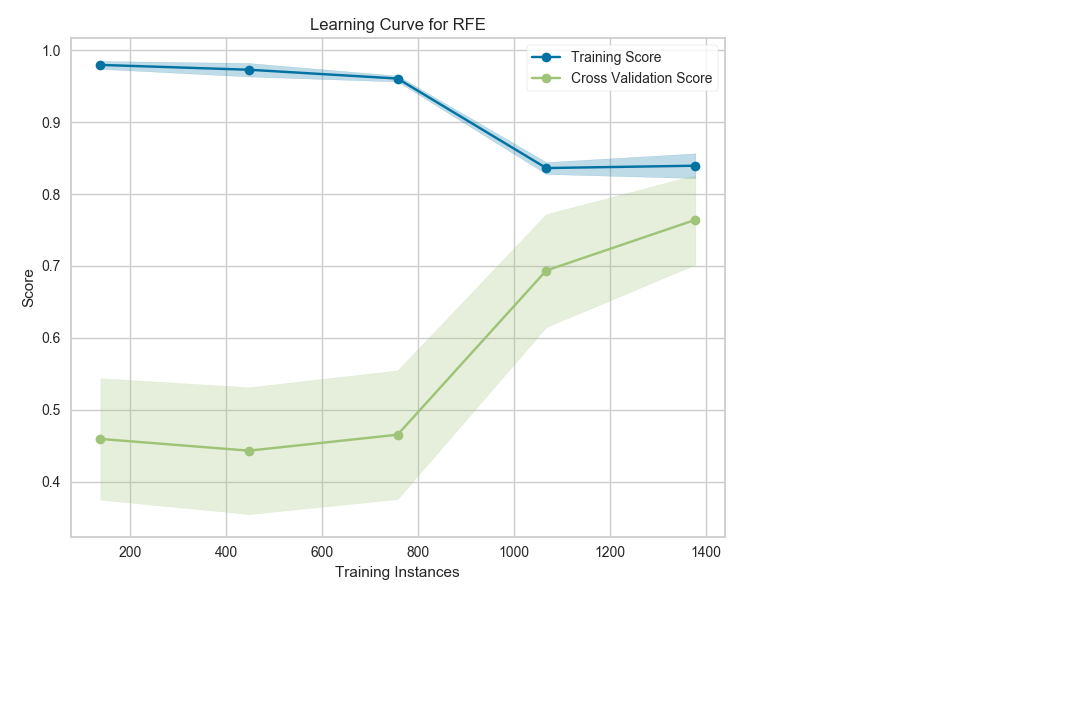 Learning Curve for RFE
Training Score
Cross Validation Score
1.0
0.9
0.8
0.7
0.6
0.5
0.4
Score
200 400 600 800 1000 1200 1400
Training Instances